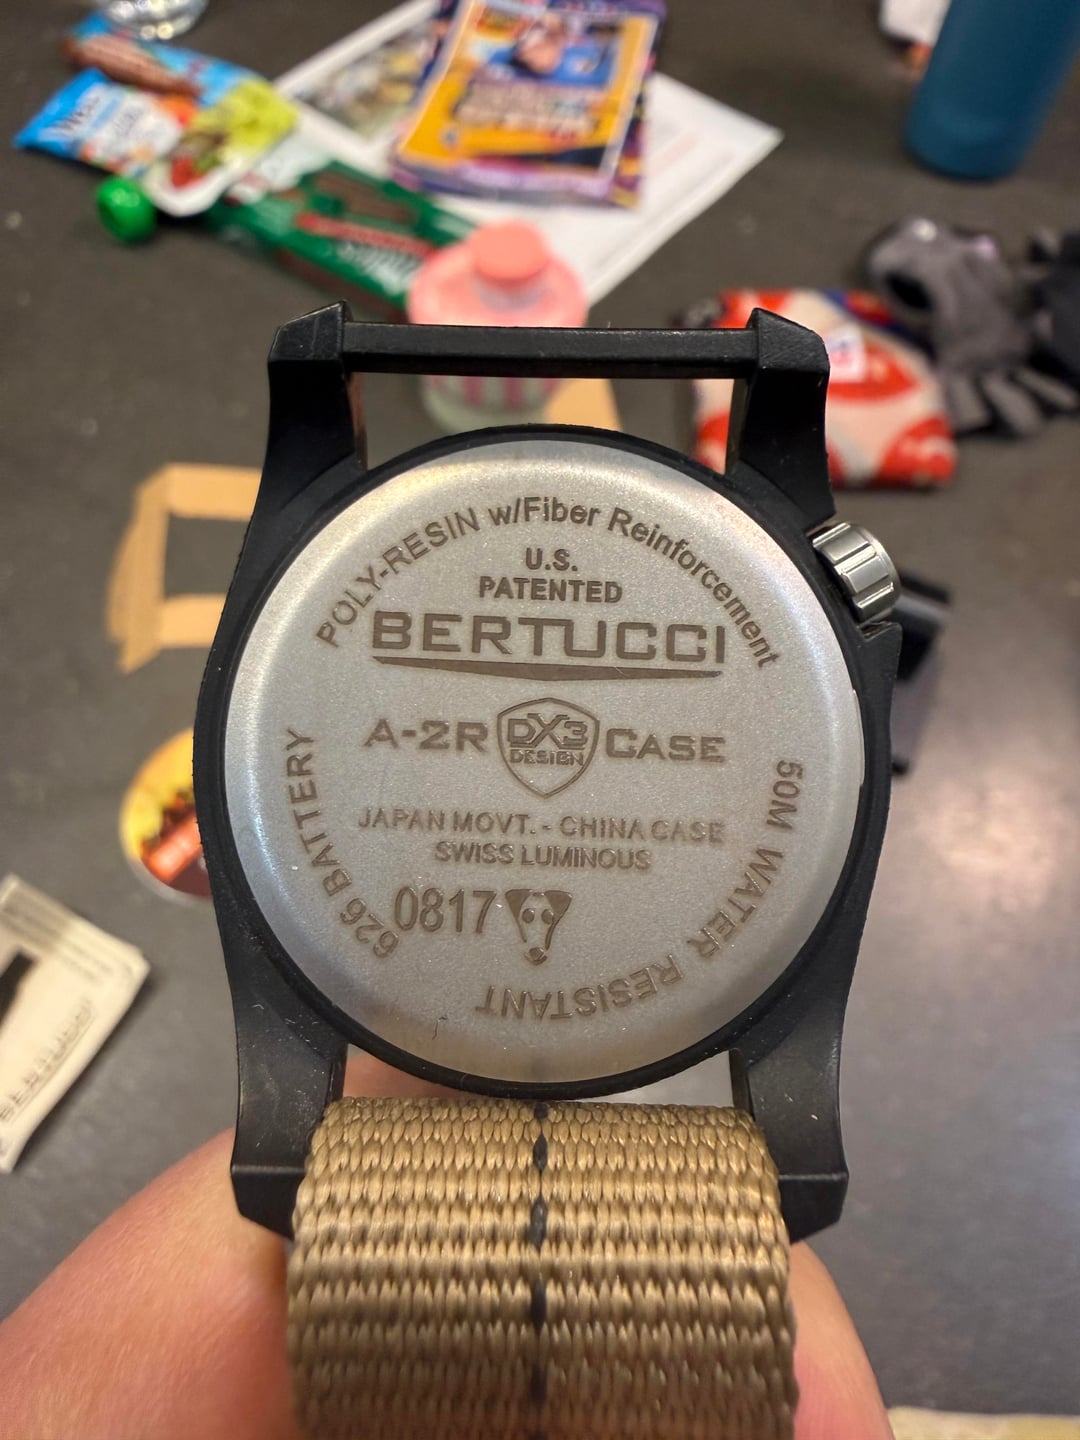 POLY-RESIN w/Fiber Reinforcement
U.S.
PATENTED
BERTUCCI
A-2R DX3 DESIGN CASE
JAPAN MOVT. - CHINA CASE
SWISS LUMINOUS
0817
626 BATTERY
50M WATER RESISTANT
BERTUCCI